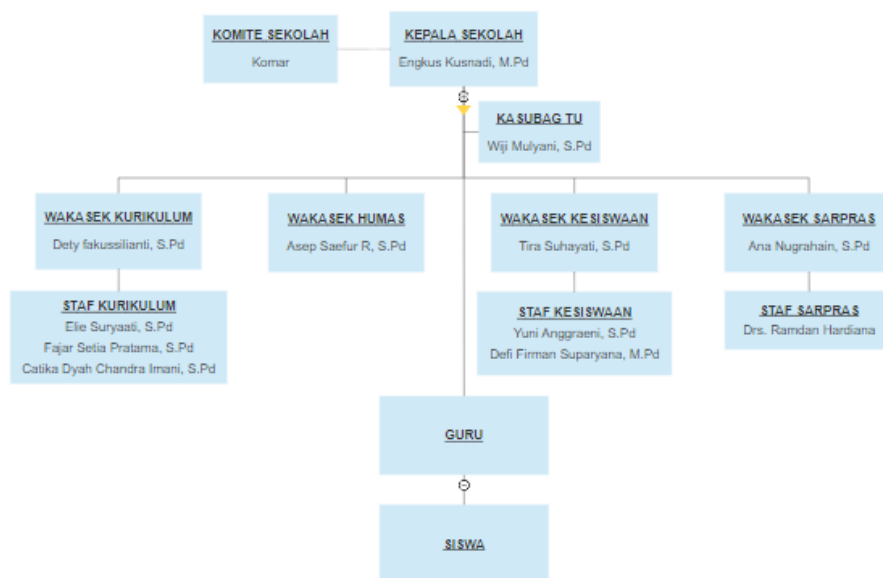 KOMITE SEKOLAH
Komar
KEPALA SEKOLAH
Engkus Kusnadi, M.Pd
KASUBAG TU
Wiji Mulyani, S.Pd
WAKASEK KURIKULUM
Dety fakussilianti, S.Pd
WAKASEK HUMAS
Asep Saefur R, S.Pd
WAKASEK KESISWAAN
Tira Suhayati, S.Pd
WAKASEK SARPRAS
Ana Nugrahain, S.Pd
STAF KURIKULUM
Elie Suryaati, S.Pd
Fajar Setia Pratama, S.Pd
Catika Dyah Chandra Imani, S.Pd
STAF KESISWAAN
Yuni Anggraeni, S.Pd
Defi Firman Suparyana, M.Pd
STAF SARPRAS
Drs. Ramdan Hardiana
GURU
SISWA